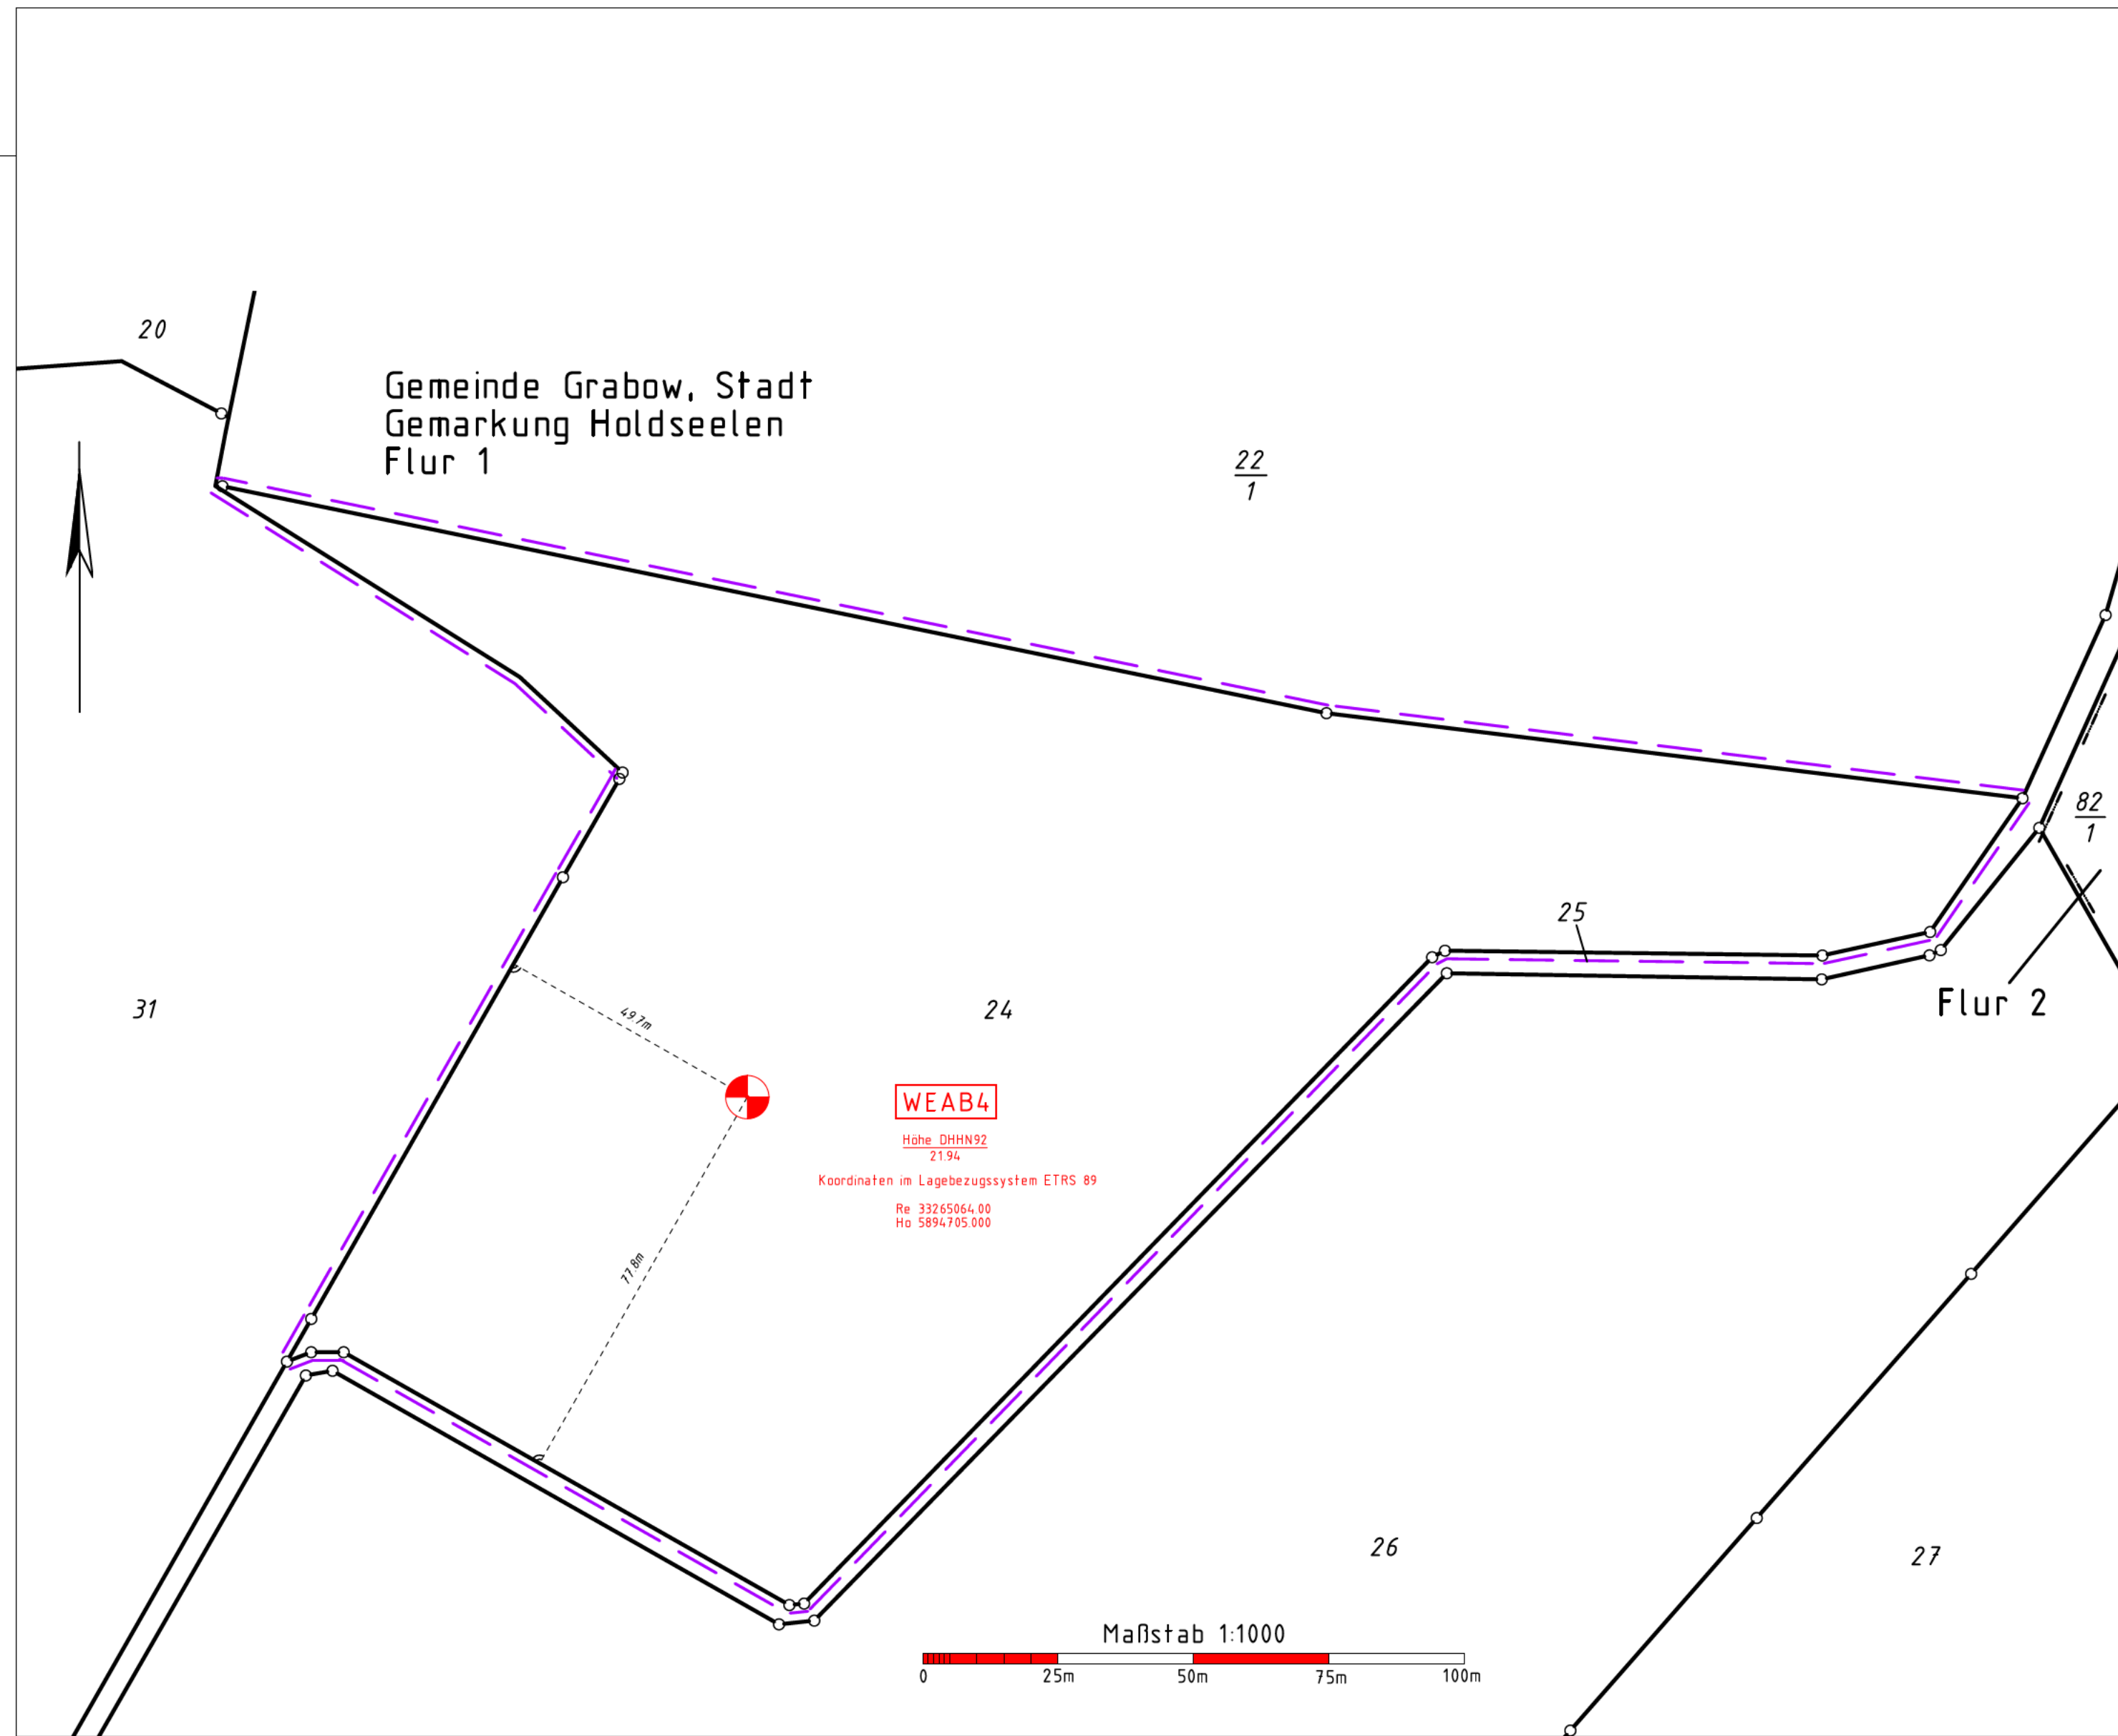 20
Gemeinde Grabow, Stadt
Gemarkung Holdseelen
Flur 1
22
1
82
1
25
Flur 2
31
24
49.7m
WEAB4
Höhe DHHN92
21.94
Koordinaten im Lagebezugssystem ETRS 89
Re 33265064.00
Ho 5894705.000
77.8m
26
27
Maßstab 1:1000
0 25m 50m 75m 100m